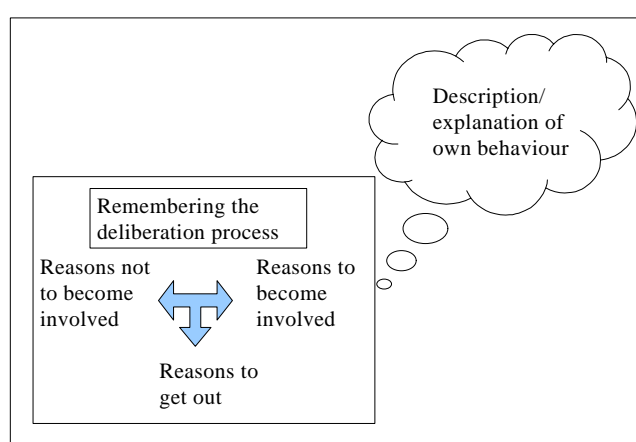 Description/
explanation of
own behaviour
Remembering the
deliberation process
Reasons not
to become
involved
Reasons to
become
involved
Reasons to
get out